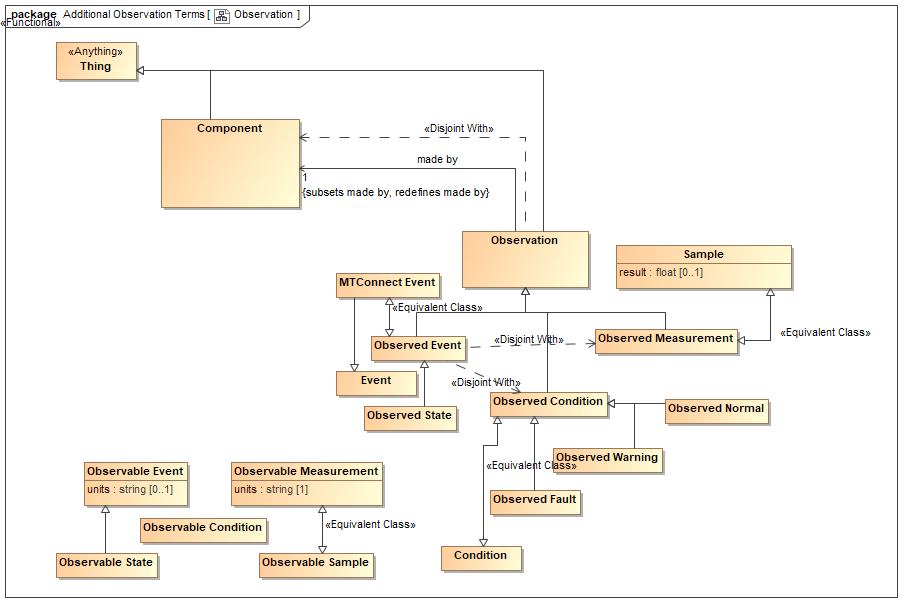 package Additional Observation Terms [ Observation ]
«Functional»
«Anything»
Thing
Component
«Disjoint With»
made by
1
{subsets made by, redefines made by}
Observation
Sample
result : float [0..1]
MTConnect Event
«Equivalent Class»
«Equivalent Class»
Observed Event
«Disjoint With»
Observed Measurement
Event
«Disjoint With»
Observed State
Observed Condition
Observed Normal
Observed Warning
«Equivalent Class»
Observed Fault
Observable Event
units : string [0..1]
Observable Measurement
units : string [1]
Observable Condition
«Equivalent Class»
Observable State
Observable Sample
Condition